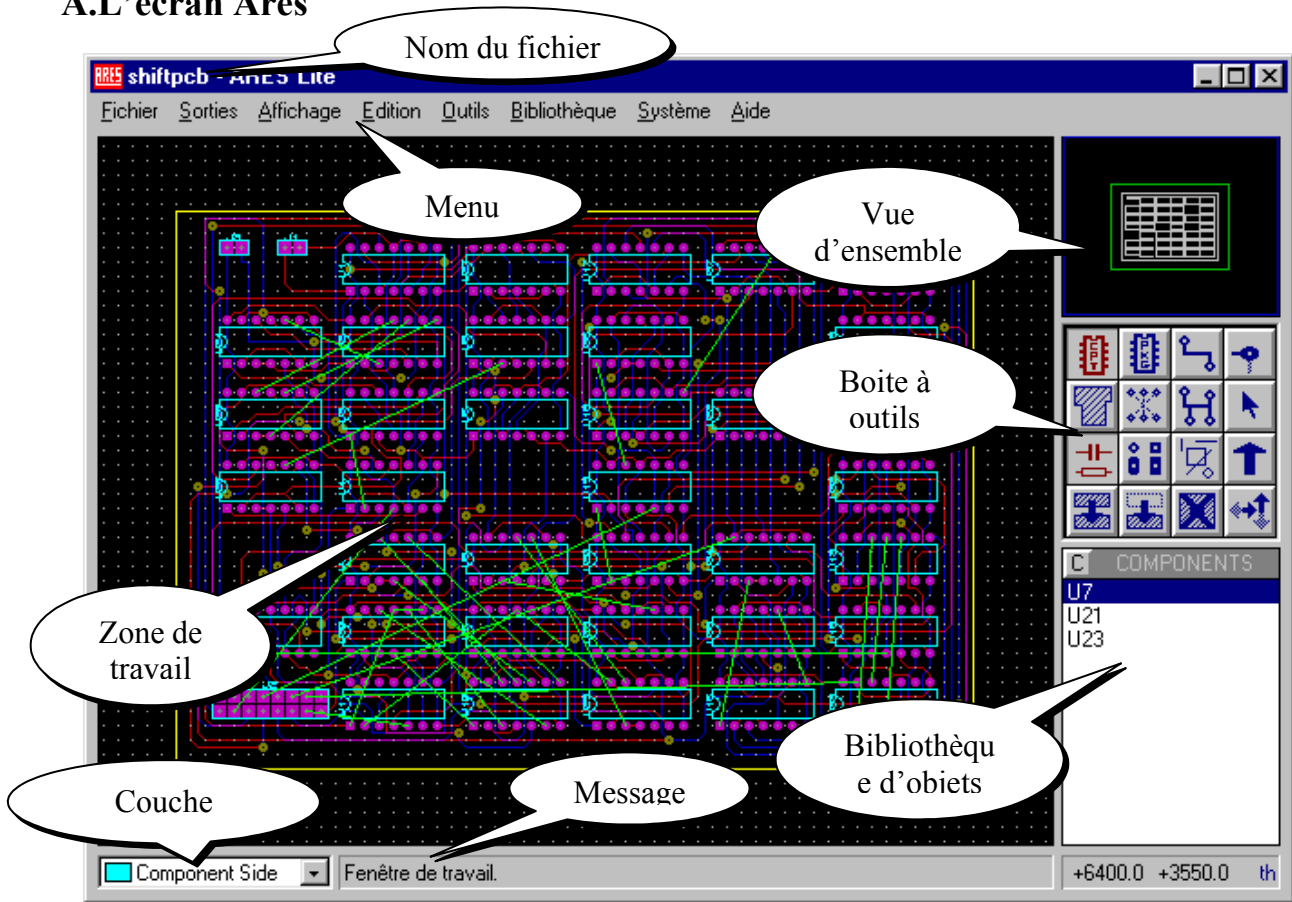 A.L'écran Ares
Nom du fichier
ARES shiftpcb - ARES Lite
Fichier Sorties Affichage Edition Outils Bibliothèque Système Aide
Menu
Vue
d'ensemble
Boite à
outils
C COMPONENTS
U7
U21
U23
Zone de
travail
Bibliothèqu
e d'objets
Couche
Message
Component Side
Fenêtre de travail.
+6400.0 +3550.0 th